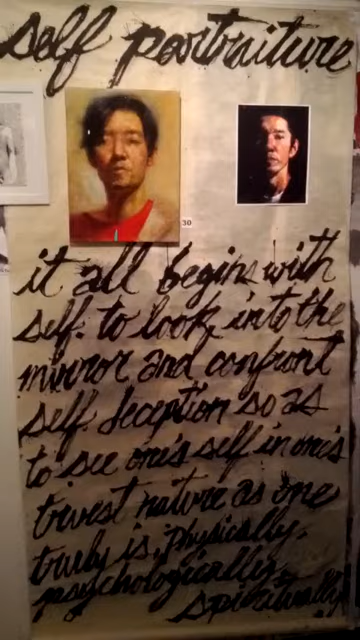 self portraiture
30
it all begins with
self. to look into the
mirror and confront
self deception so as
to see one's self in one's
truest nature as one
truly is, physically,
psychologically,
spiritually